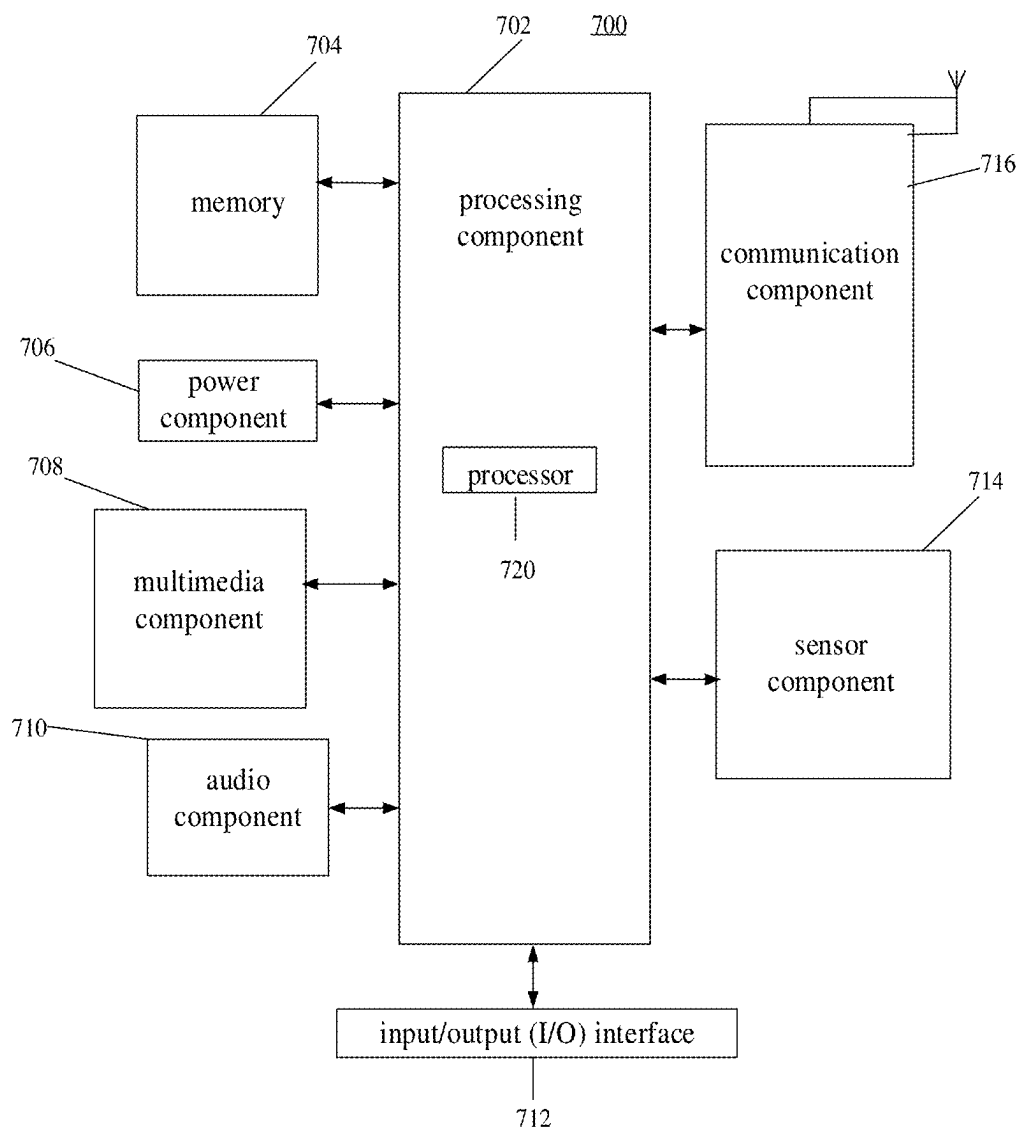 700
702
704
memory
processing
component
716
communication
component
706
power
component
708
processor
720
714
multimedia
component
sensor
component
710
audio
component
input/output (I/O) interface
712